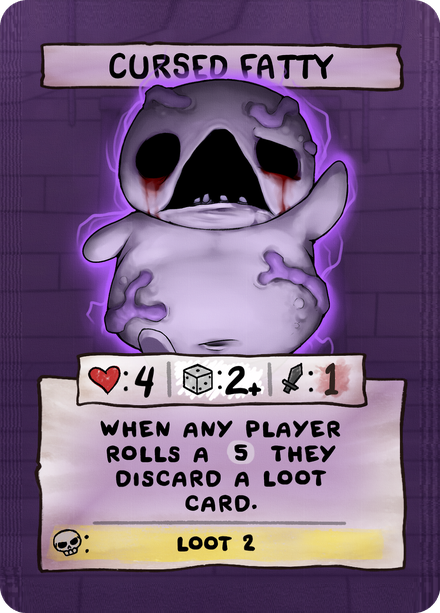 CURSED FATTY
:4 :2+ :1
WHEN ANY PLAYER
ROLLS A 5 THEY
DISCARD A LOOT
CARD.
: LOOT 2